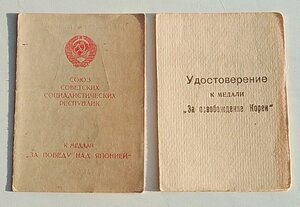 СОЮЗ
СОВЕТСКИХ
СОЦИАЛИСТИЧЕСКИХ
РЕСПУБЛИК
К МЕДАЛИ
„ЗА ПОБЕДУ НАД ЯПОНИЕЙ“
Удостоверение
К МЕДАЛИ
„За освобождение Кореи“